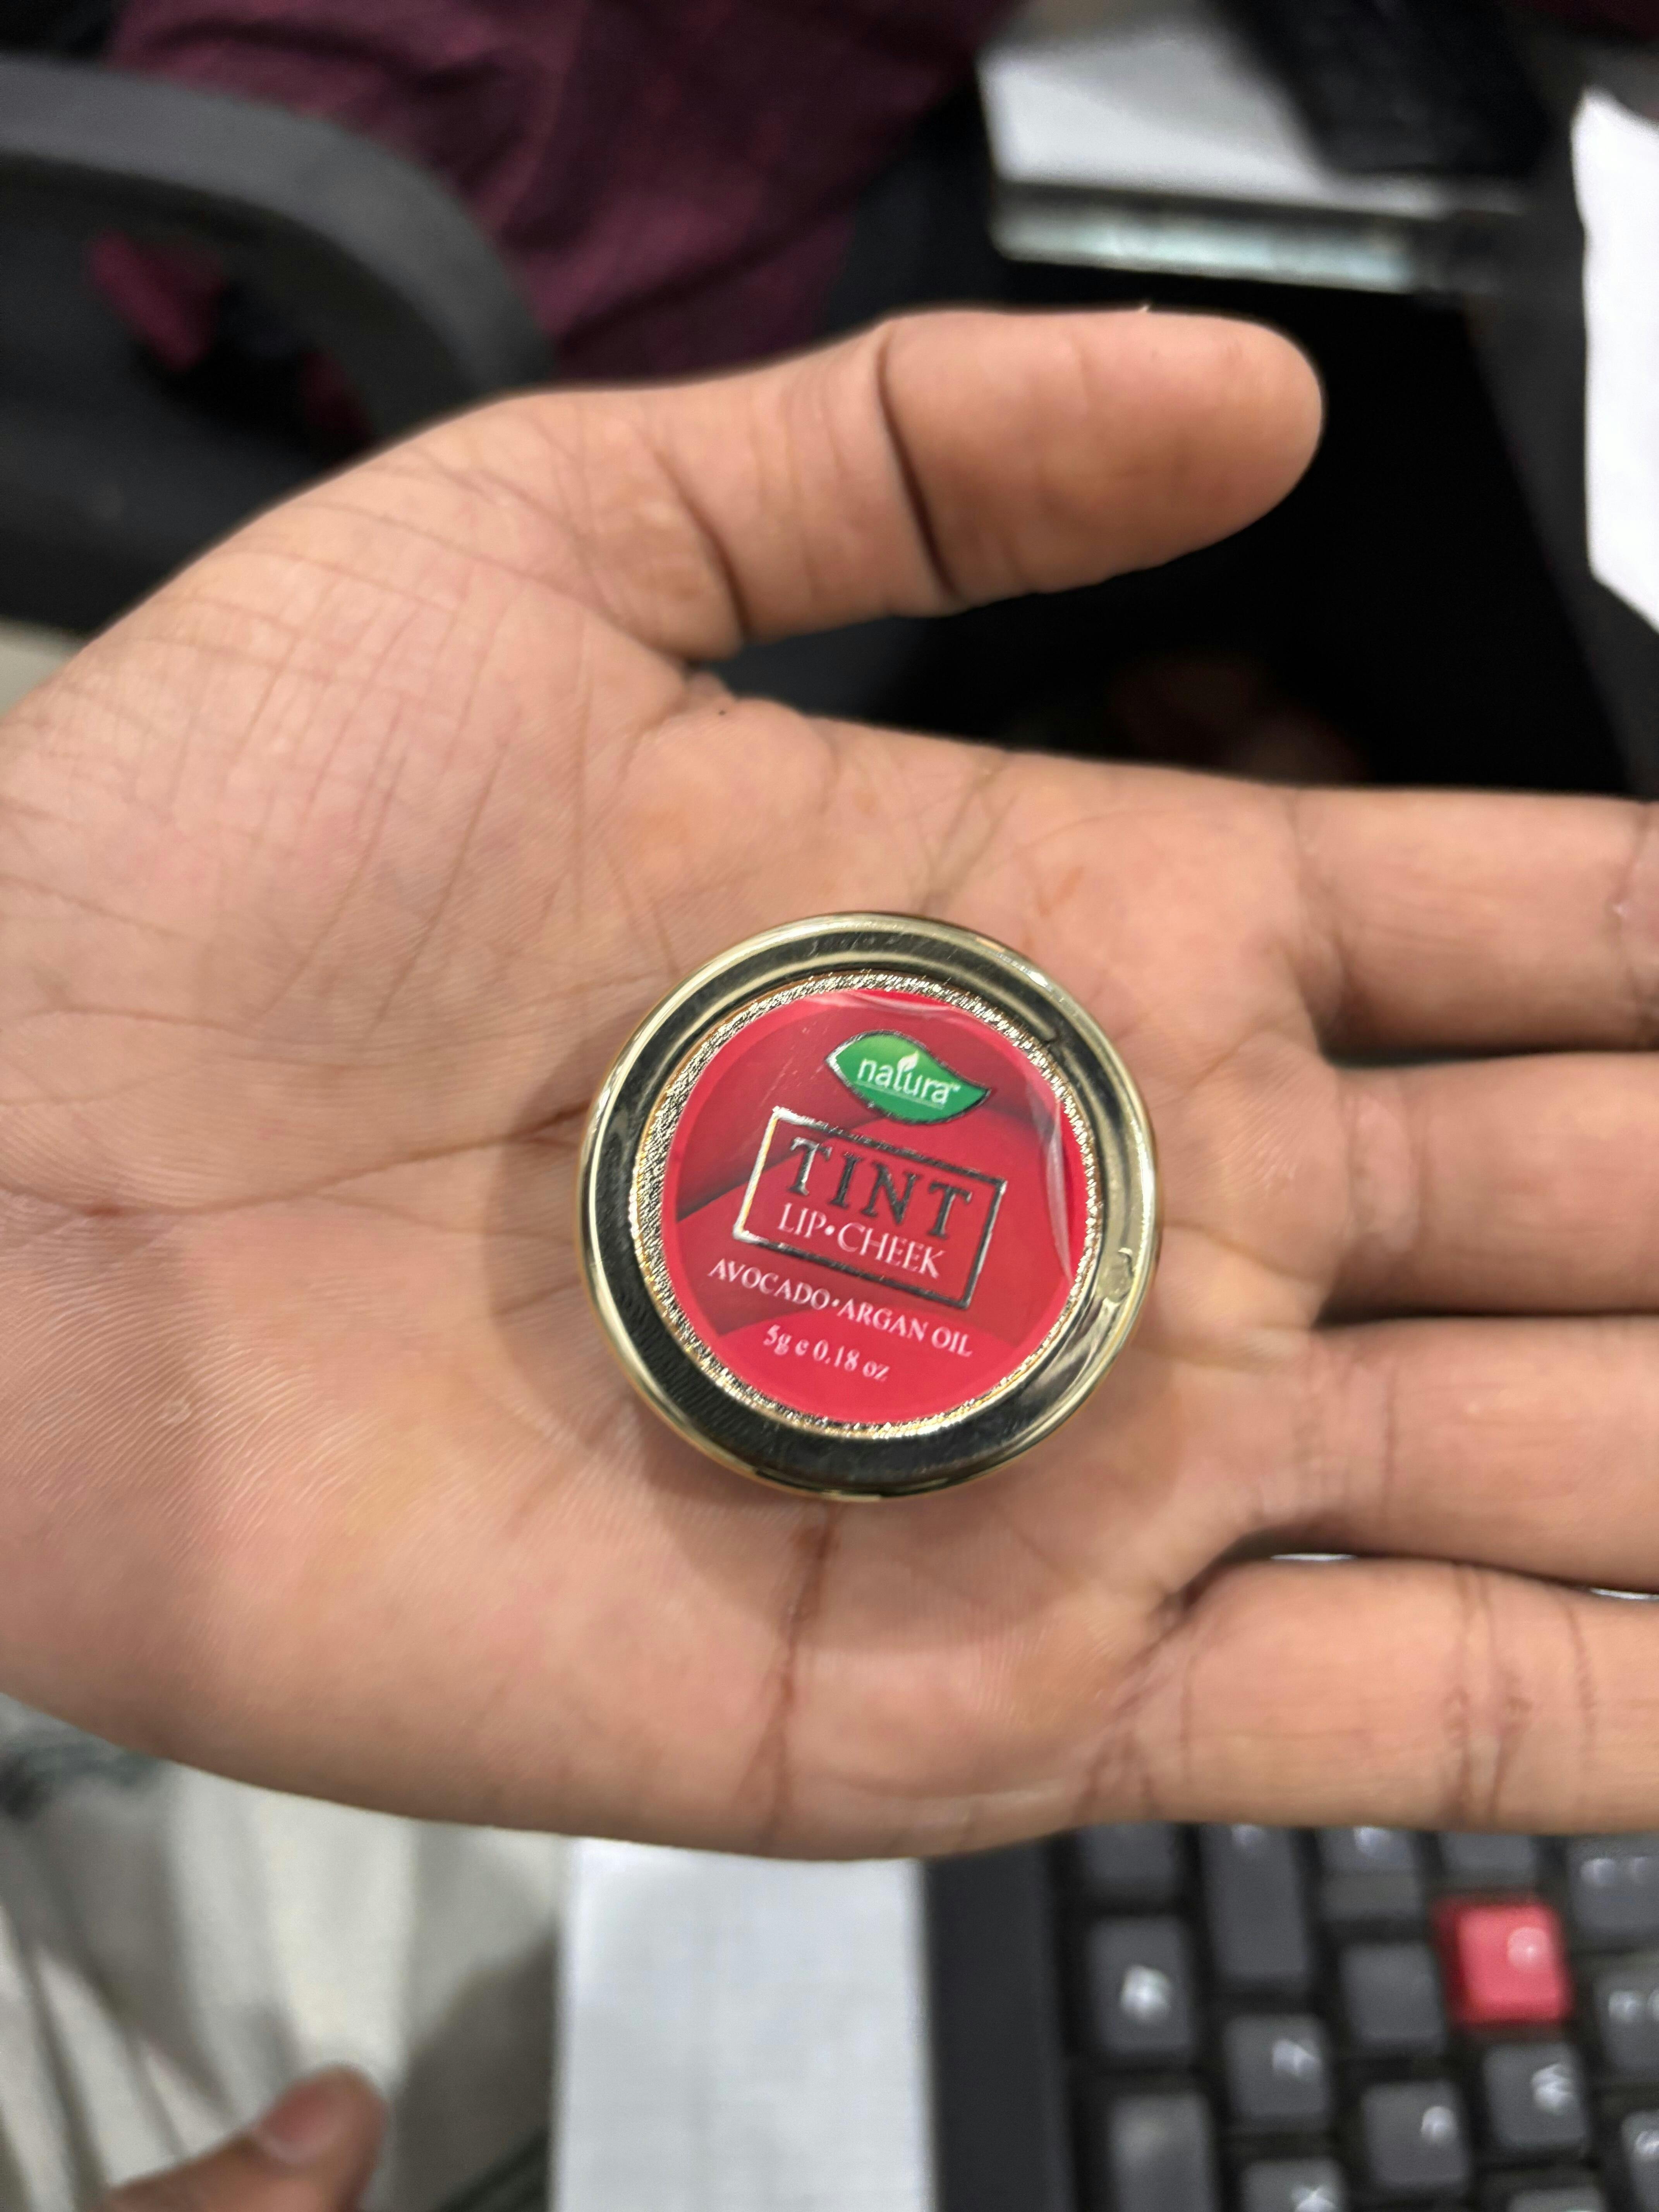 natura
TINT
LIP•CHEEK
AVOCADO•ARGAN OIL
5g e 0.18 oz